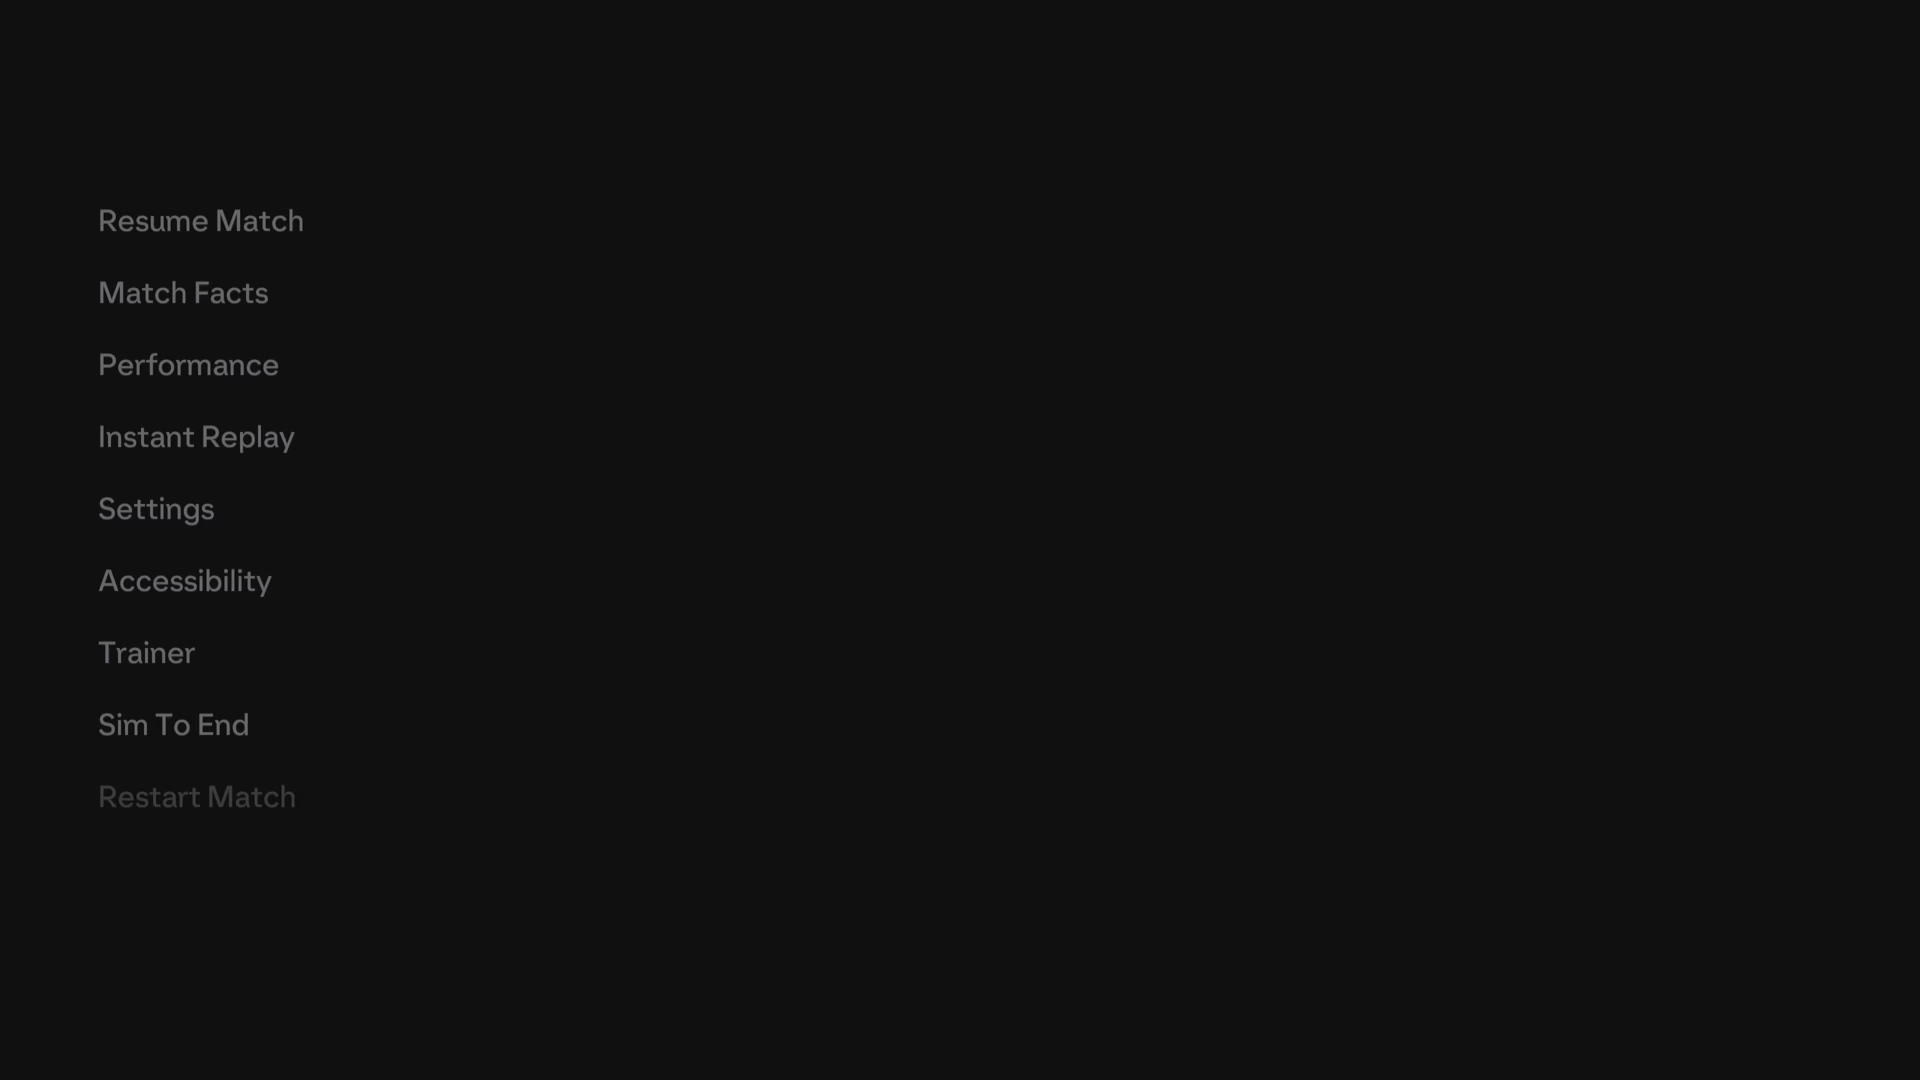 Resume Match
Match Facts
Performance
Instant Replay
Settings
Accessibility
Trainer
Sim To End
Restart Match